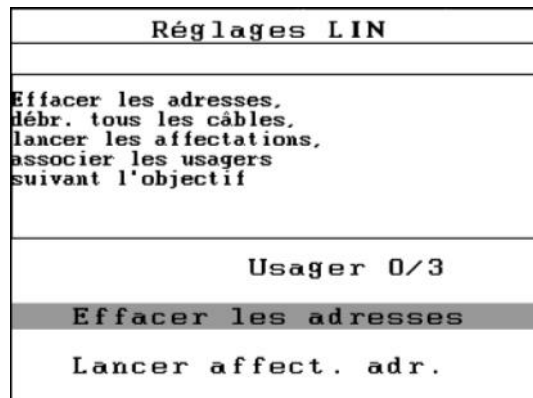 Réglages LIN
Effacer les adresses,
débr. tous les câbles,
lancer les affectations,
associer les usagers
suivant l'objectif
Usager 0/3
Effacer les adresses
Lancer affect. adr.